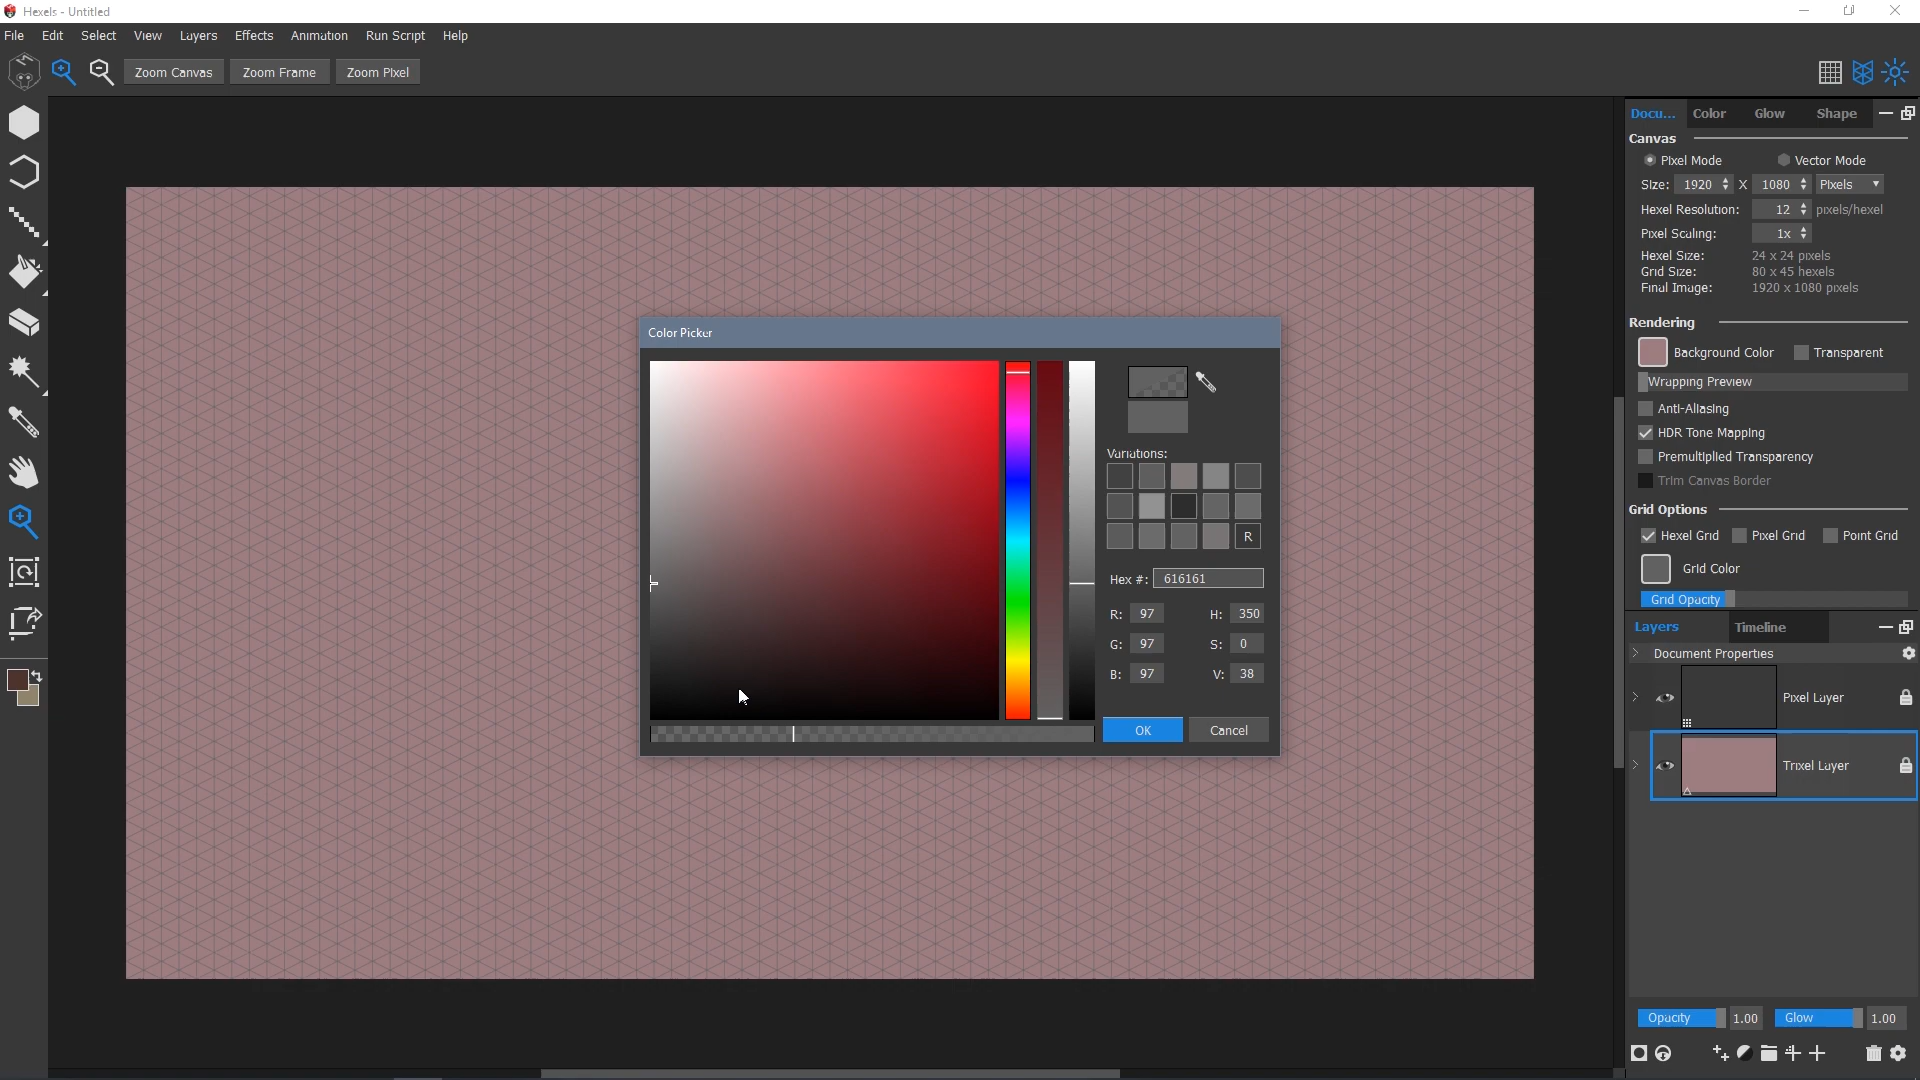 Hexels - Untitled
File Edit Select View Layers Effects Animation Run Script Help
Zoom Canvas Zoom Frame Zoom Pixel
Docu... Color Glow Shape
Canvas
Pixel Mode Vector Mode
Size: 1920 X 1080 Pixels
Hexel Resolution: 12 pixels/hexel
Pixel Scaling: 1x
Hexel Size: 24 x 24 pixels
Grid Size: 80 x 45 hexels
Final Image: 1920 x 1080 pixels
Rendering
Background Color Transparent
Wrapping Preview
Anti-Aliasing
HDR Tone Mapping
Premultiplied Transparency
Trim Canvas Border
Grid Options
Hexel Grid Pixel Grid Point Grid
Grid Color
Grid Opacity
Color Picker
Variations:
R
Hex #: 616161
R: 97 H: 350
G: 97 S: 0
B: 97 V: 38
OK Cancel
Layers Timeline
Document Properties
Pixel Layer
Trixel Layer
Opacity 1.00 Glow 1.00